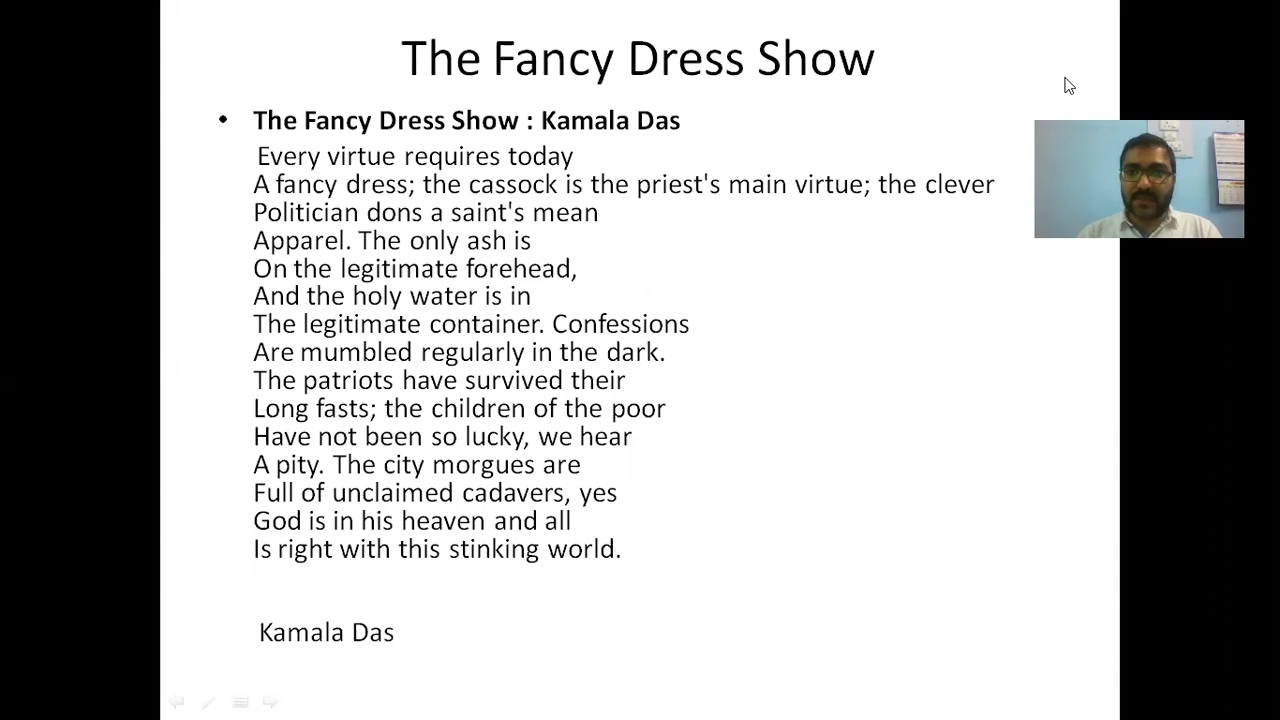 The Fancy Dress Show
• The Fancy Dress Show : Kamala Das
Every virtue requires today
A fancy dress; the cassock is the priest's main virtue; the clever
Politician dons a saint's mean
Apparel. The only ash is
On the legitimate forehead,
And the holy water is in
The legitimate container. Confessions
Are mumbled regularly in the dark.
The patriots have survived their
Long fasts; the children of the poor
Have not been so lucky, we hear
A pity. The city morgues are
Full of unclaimed cadavers, yes
God is in his heaven and all
Is right with this stinking world.
Kamala Das